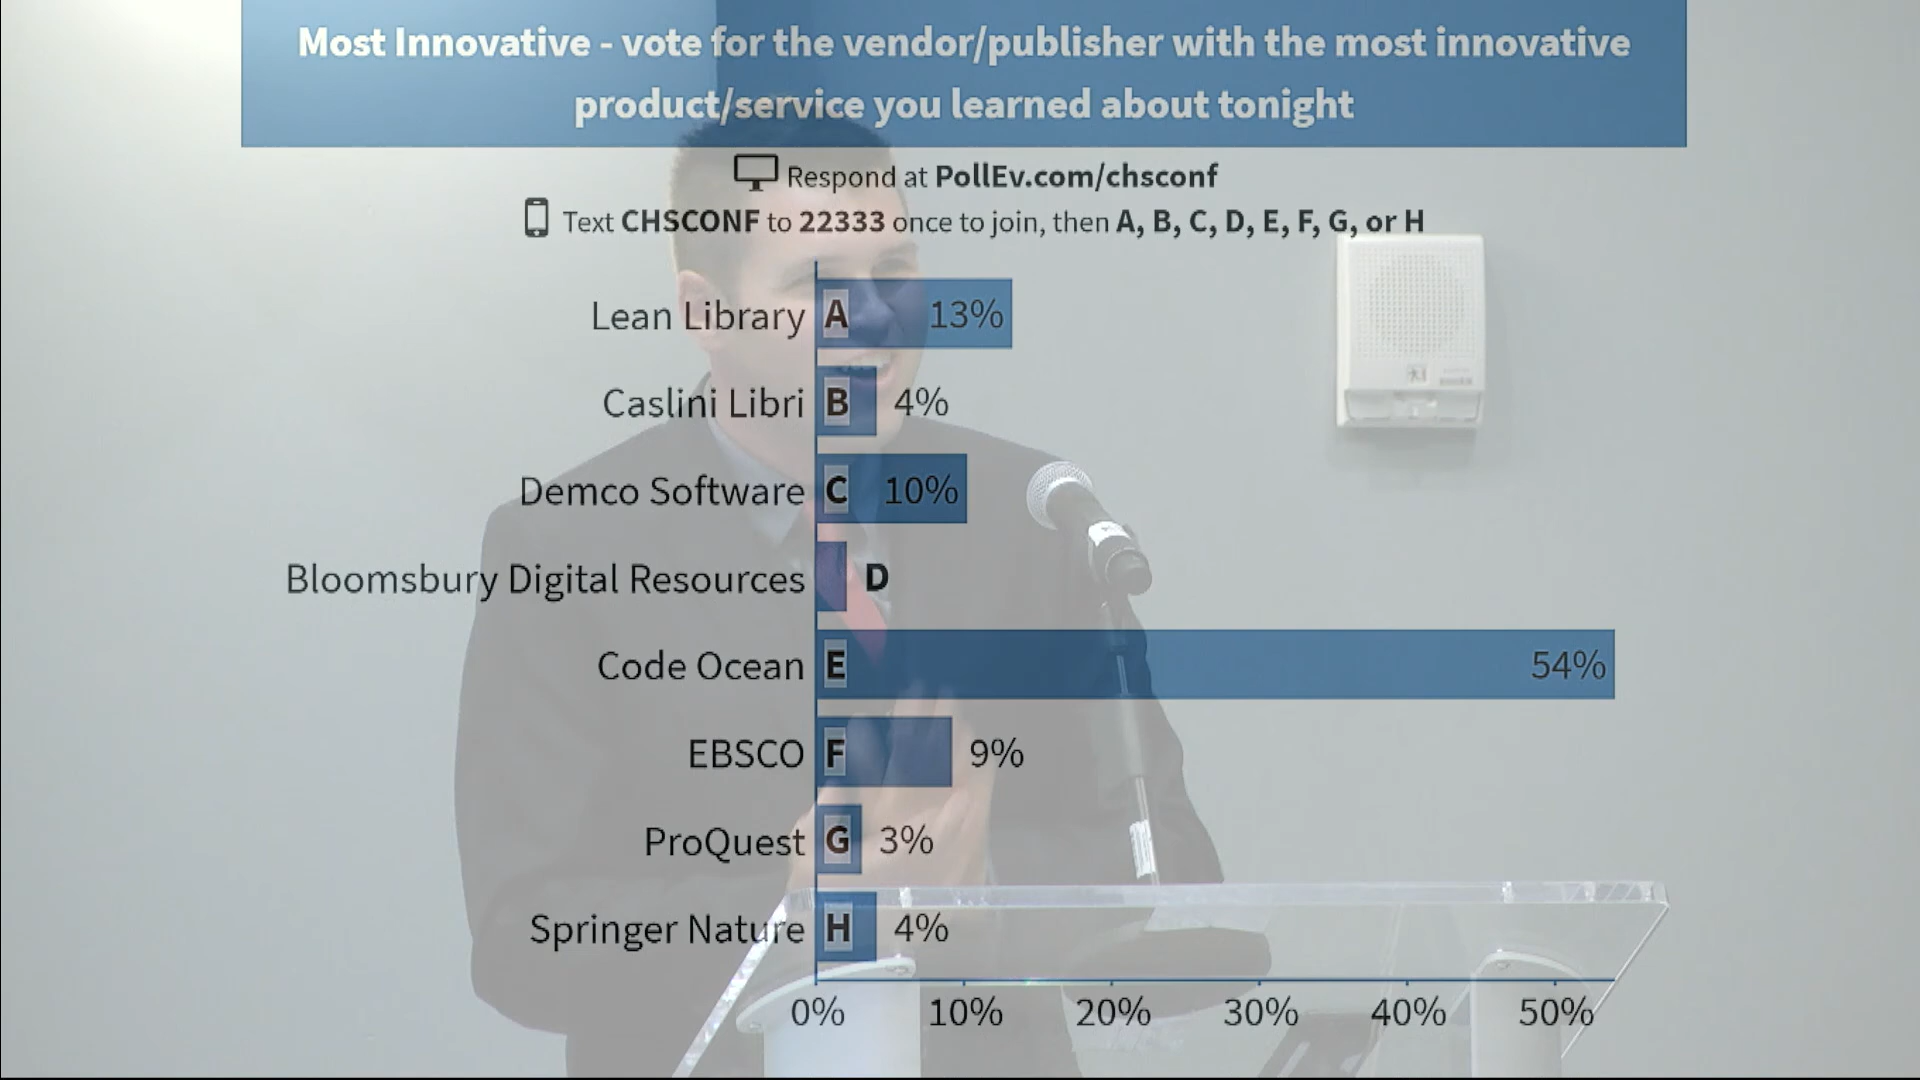 Most Innovative - vote for the vendor/publisher with the most innovative
product/service you learned about tonight
Respond at PollEv.com/chsconf
Text CHSCONF to 22333 once to join, then A, B, C, D, E, F, G, or H
Lean Library A 13%
Caslini Libri B 4%
Demco Software C 10%
Bloomsbury Digital Resources D
Code Ocean E 54%
EBSCO F 9%
ProQuest G 3%
Springer Nature H 4%
0% 10% 20% 30% 40% 50%